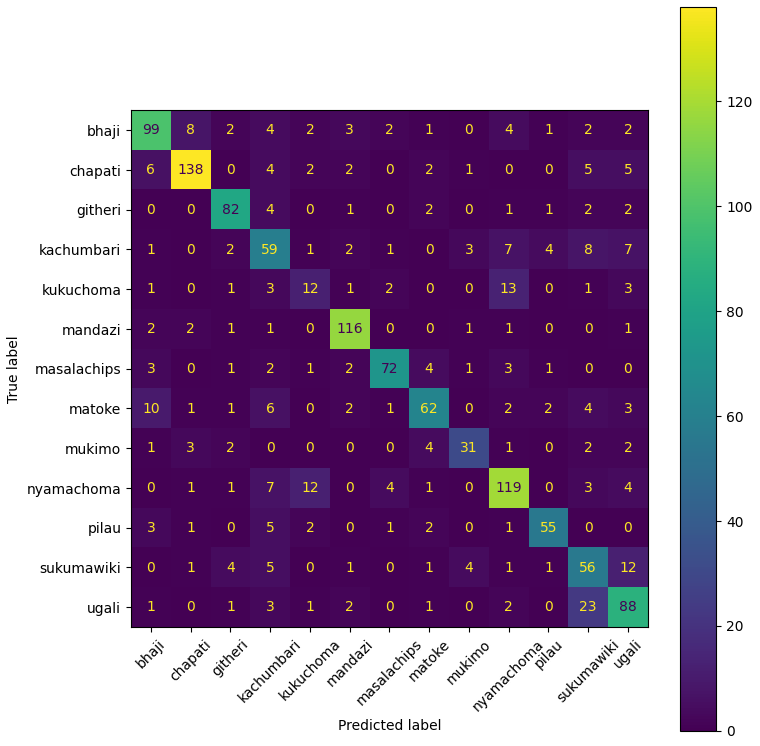 bhaji 99 8 2 4 2 3 2 1 0 4 1 2 2
chapati 6 138 0 4 2 2 0 2 1 0 0 5 5
githeri 0 0 82 4 0 1 0 2 0 1 1 2 2
kachumbari 1 0 2 59 1 2 1 0 3 7 4 8 7
kukuchoma 1 0 1 3 12 1 2 0 0 13 0 1 3
mandazi 2 2 1 1 0 116 0 0 1 1 0 0 1
masalachips 3 0 1 2 1 2 72 4 1 3 1 0 0
matoke 10 1 1 6 0 2 1 62 0 2 2 4 3
mukimo 1 3 2 0 0 0 0 4 31 1 0 2 2
nyamachoma 0 1 1 7 12 0 4 1 0 119 0 3 4
pilau 3 1 0 5 2 0 1 2 0 1 55 0 0
sukumawiki 0 1 4 5 0 1 0 1 4 1 1 56 12
ugali 1 0 1 3 1 2 0 1 0 2 0 23 88
True label
bhaji chapati githeri kachumbari kukuchoma mandazi masalachips matoke mukimo nyamachoma pilau sukumawiki ugali
Predicted label
120
100
80
60
40
20
0